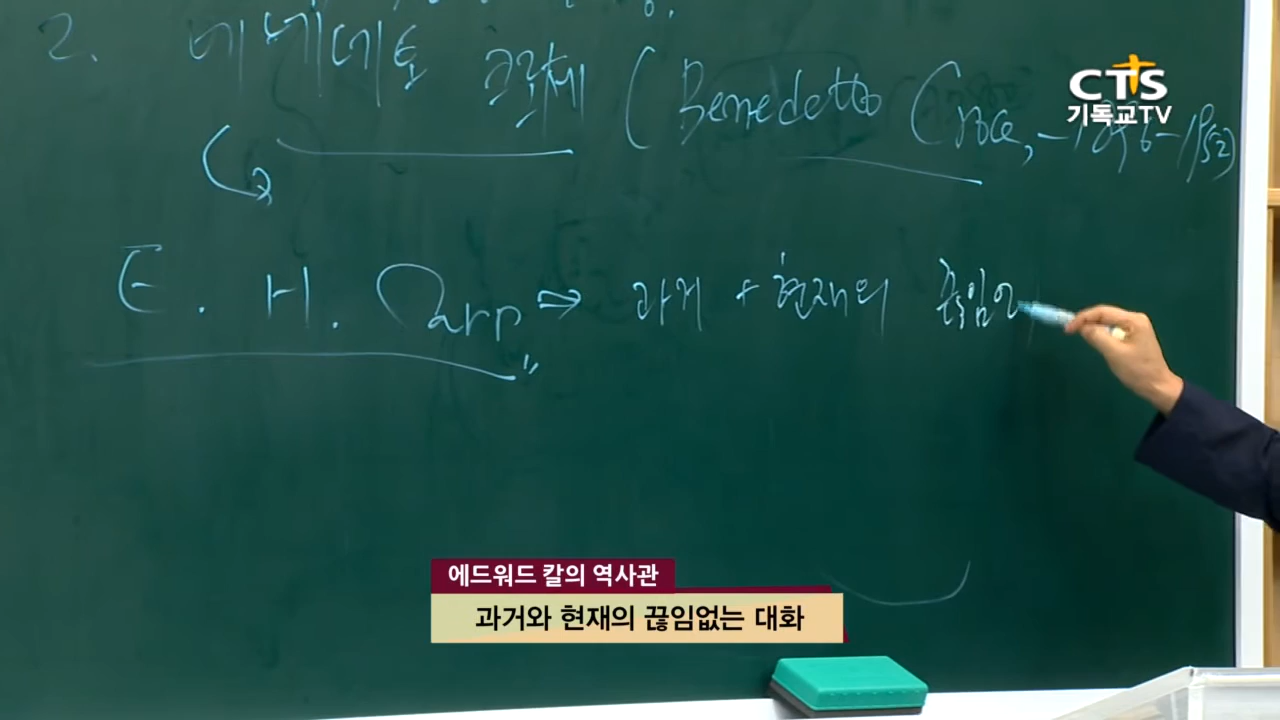 2. 베네데토 크로체 (Benedetto Croce, -1896-1952)
CTS
기독교TV
E. H. Carr ⇒ 과거 + 현재의 끊임없
에드워드 칼의 역사관
과거와 현재의 끊임없는 대화